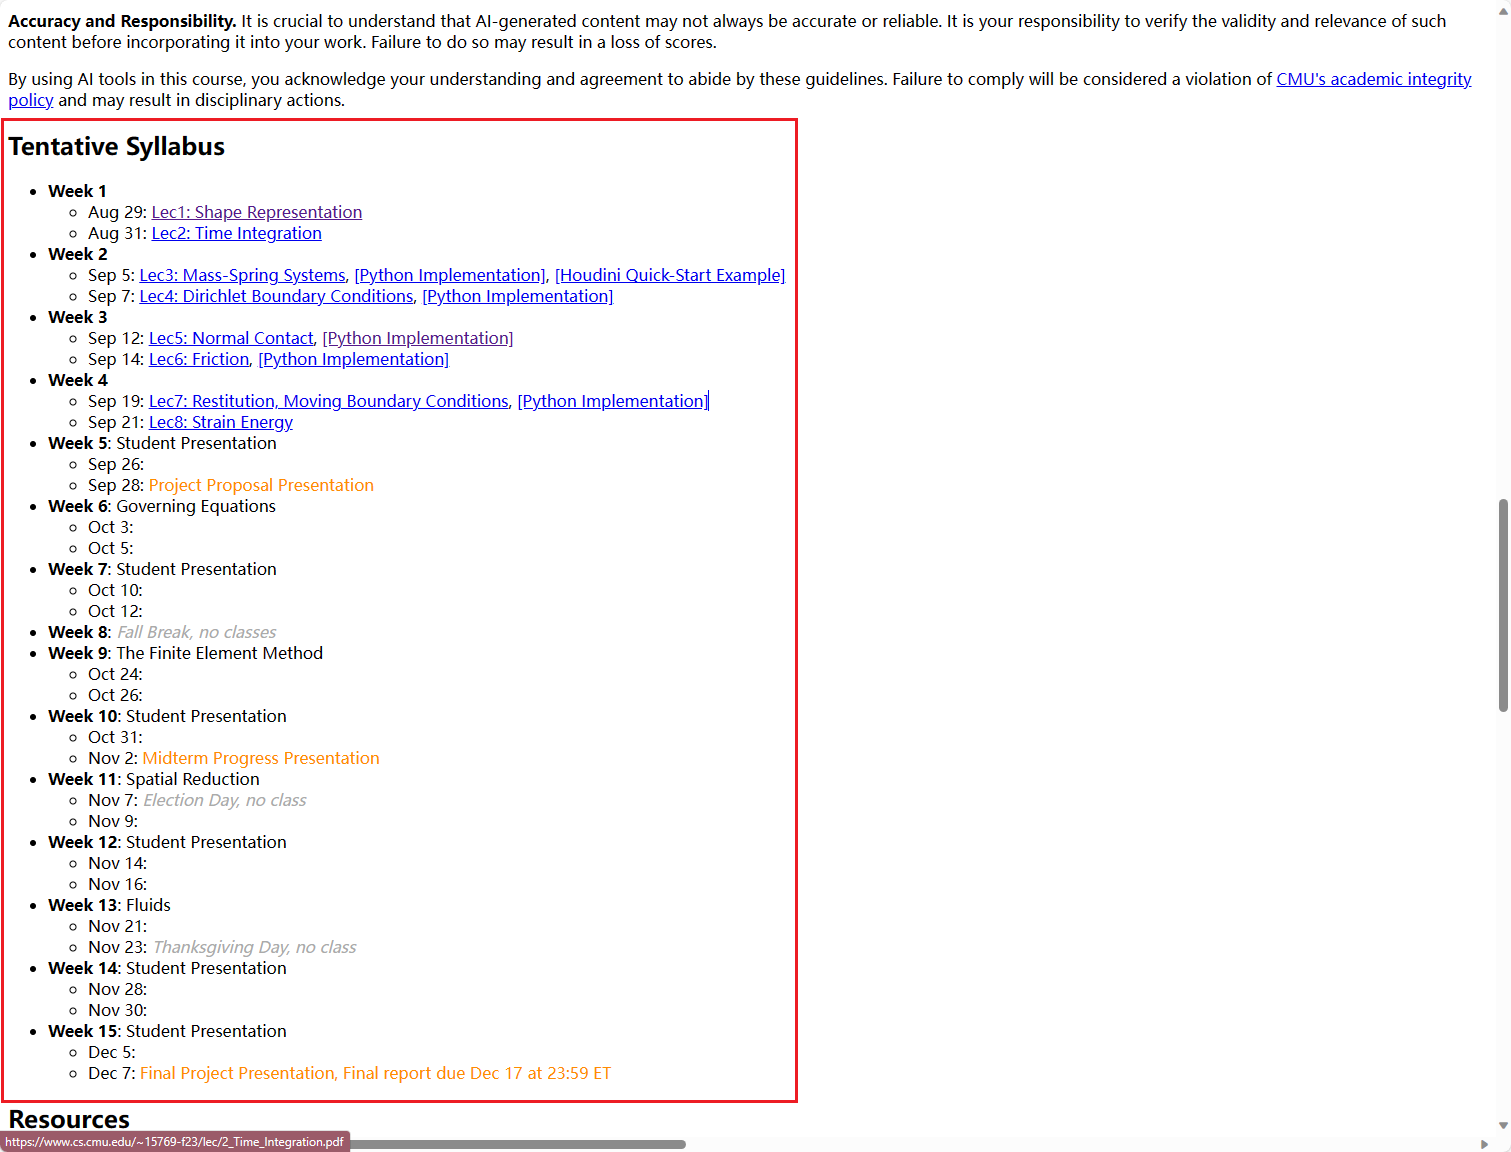 Accuracy and Responsibility. It is crucial to understand that AI-generated content may not always be accurate or reliable. It is your responsibility to verify the validity and relevance of such
content before incorporating it into your work. Failure to do so may result in a loss of scores.
By using AI tools in this course, you acknowledge your understanding and agreement to abide by these guidelines. Failure to comply will be considered a violation of CMU's academic integrity
policy and may result in disciplinary actions.
Tentative Syllabus
Week 1
Aug 29: Lec1: Shape Representation
Aug 31: Lec2: Time Integration
Week 2
Sep 5: Lec3: Mass-Spring Systems, [Python Implementation], [Houdini Quick-Start Example]
Sep 7: Lec4: Dirichlet Boundary Conditions, [Python Implementation]
Week 3
Sep 12: Lec5: Normal Contact, [Python Implementation]
Sep 14: Lec6: Friction, [Python Implementation]
Week 4
Sep 19: Lec7: Restitution, Moving Boundary Conditions, [Python Implementation]
Sep 21: Lec8: Strain Energy
Week 5: Student Presentation
Sep 26:
Sep 28: Project Proposal Presentation
Week 6: Governing Equations
Oct 3:
Oct 5:
Week 7: Student Presentation
Oct 10:
Oct 12:
Week 8: Fall Break, no classes
Week 9: The Finite Element Method
Oct 24:
Oct 26:
Week 10: Student Presentation
Oct 31:
Nov 2: Midterm Progress Presentation
Week 11: Spatial Reduction
Nov 7: Election Day, no class
Nov 9:
Week 12: Student Presentation
Nov 14:
Nov 16:
Week 13: Fluids
Nov 21:
Nov 23: Thanksgiving Day, no class
Week 14: Student Presentation
Nov 28:
Nov 30:
Week 15: Student Presentation
Dec 5:
Dec 7: Final Project Presentation, Final report due Dec 17 at 23:59 ET
Resources
https://www.cs.cmu.edu/~15769-f23/lec/2_Time_Integration.pdf